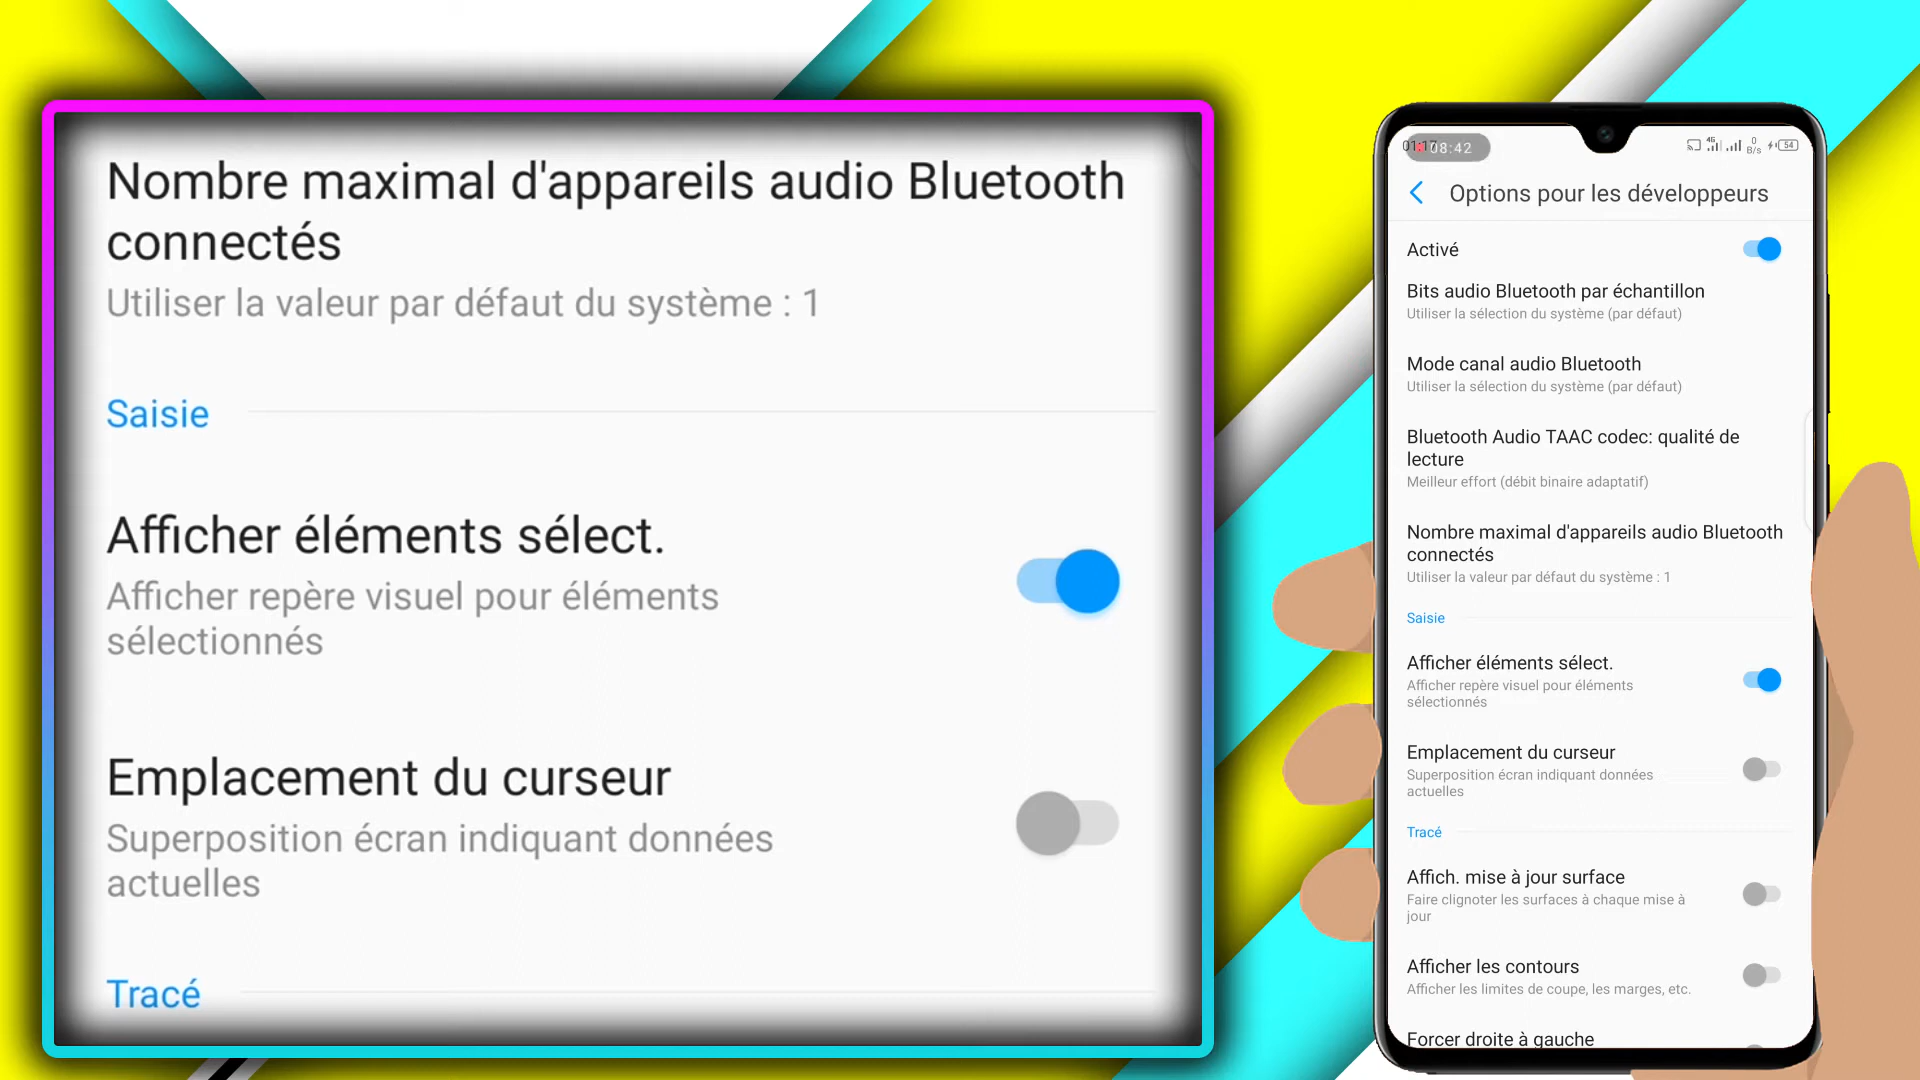 Nombre maximal d'appareils audio Bluetooth
connectés
Utiliser la valeur par défaut du système : 1
Saisie
Afficher éléments sélect.
Afficher repère visuel pour éléments
sélectionnés
Emplacement du curseur
Superposition écran indiquant données
actuelles
Tracé
08:42
4G
0
B/s
54
Options pour les développeurs
Activé
Bits audio Bluetooth par échantillon
Utiliser la sélection du système (par défaut)
Mode canal audio Bluetooth
Utiliser la sélection du système (par défaut)
Bluetooth Audio TAAC codec: qualité de
lecture
Meilleur effort (débit binaire adaptatif)
Nombre maximal d'appareils audio Bluetooth
connectés
Utiliser la valeur par défaut du système : 1
Saisie
Afficher éléments sélect.
Afficher repère visuel pour éléments
sélectionnés
Emplacement du curseur
Superposition écran indiquant données
actuelles
Tracé
Affich. mise à jour surface
Faire clignoter les surfaces à chaque mise à
jour
Afficher les contours
Afficher les limites de coupe, les marges, etc.
Forcer droite à gauche